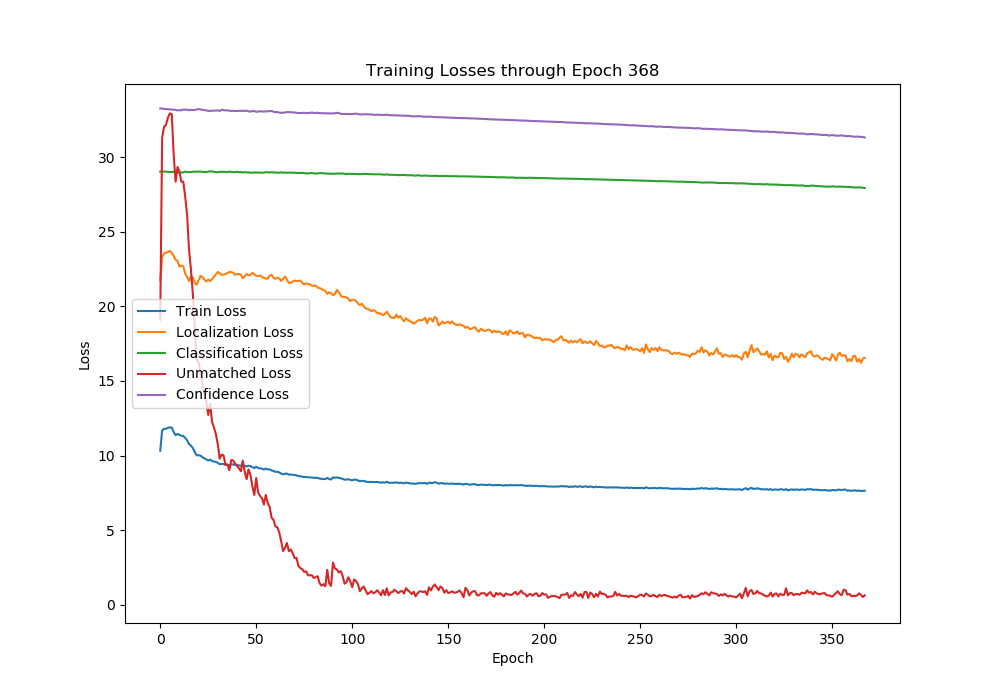 Training Losses through Epoch 368
Loss
30
25
20
15
10
5
0
Train Loss
Localization Loss
Classification Loss
Unmatched Loss
Confidence Loss
0 50 100 150 200 250 300 350
Epoch